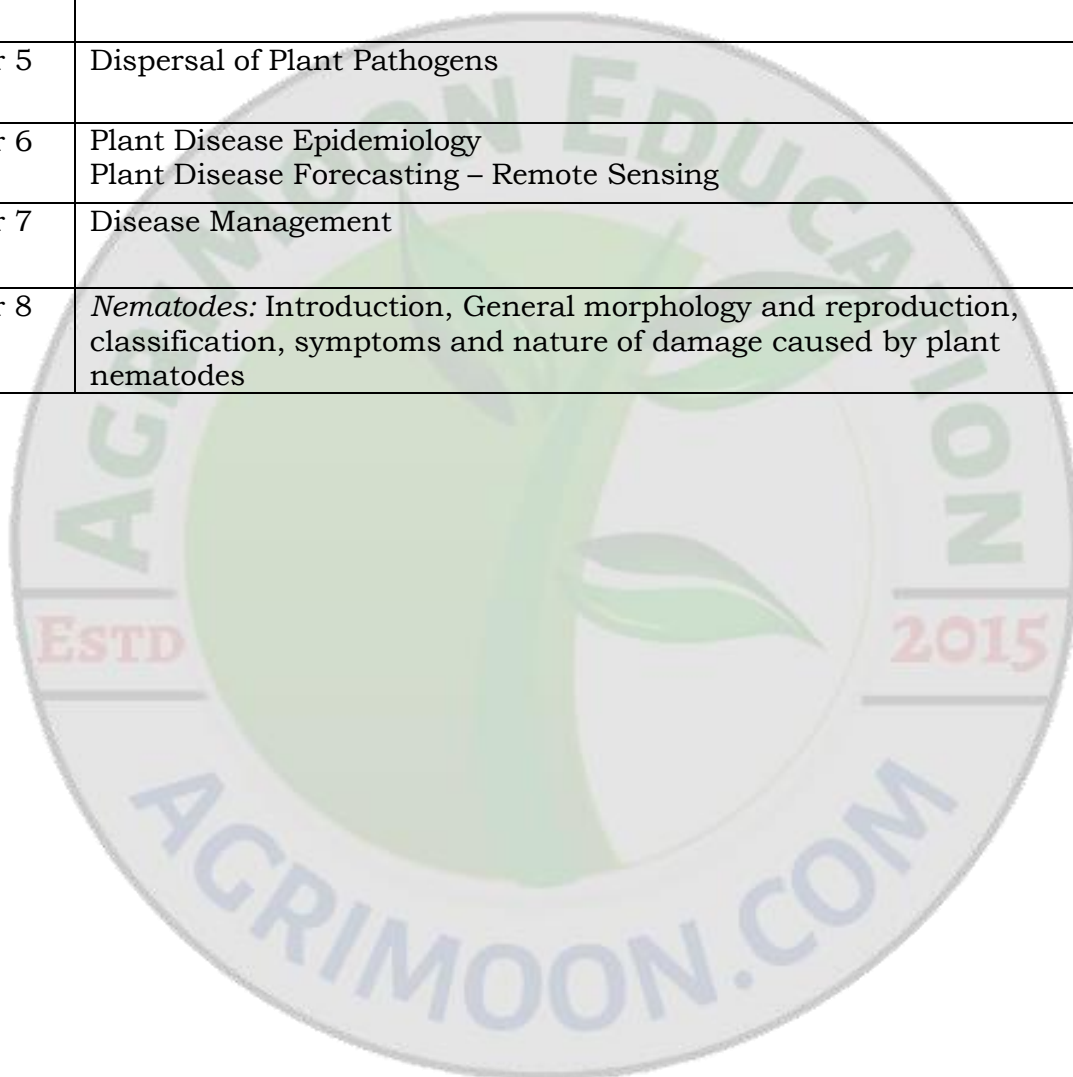 r 5 Dispersal of Plant Pathogens
r 6 Plant Disease Epidemiology
Plant Disease Forecasting – Remote Sensing
r 7 Disease Management
r 8 Nematodes: Introduction, General morphology and reproduction,
classification, symptoms and nature of damage caused by plant
nematodes
AGRIMOON EDUCATION
ESTD 2015
AGRIMOON.COM